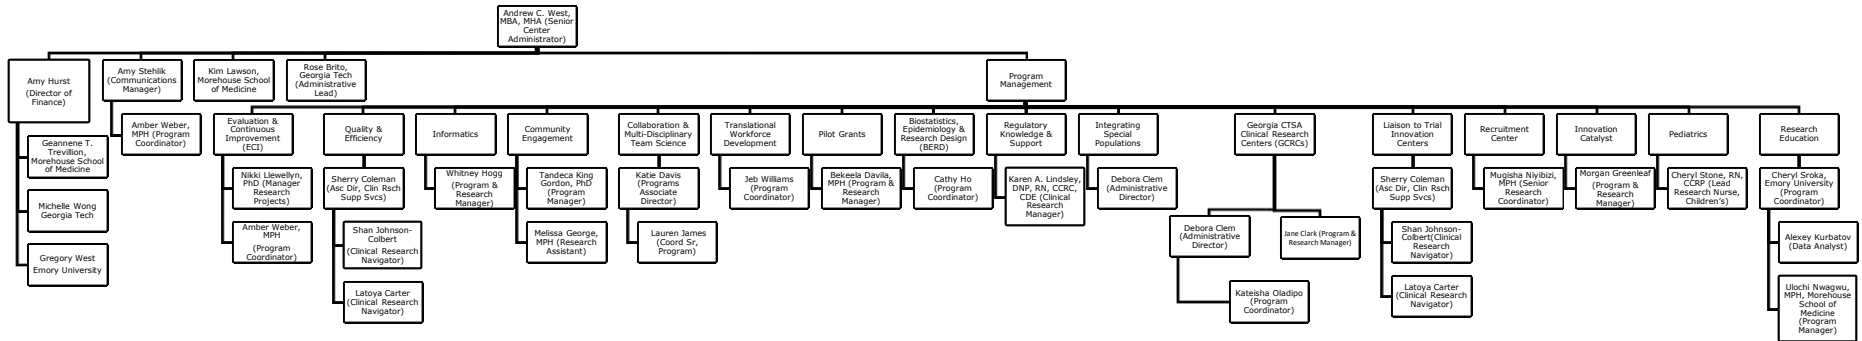 Andrew C. West,
MBA, MHA (Senior
Center
Administrator)
Amy Hurst
(Director of
Finance)
Amy Stehlik
(Communications
Manager)
Kim Lawson,
Morehouse School
of Medicine
Rose Brito,
Georgia Tech
(Administrative
Lead)
Program
Management
Geannene T.
Trevillion,
Morehouse School
of Medicine
Michelle Wong
Georgia Tech
Gregory West
Emory University
Amber Weber,
MPH (Program
Coordinator)
Evaluation &
Continuous
Improvement
(ECI)
Nikki Llewellyn,
PhD (Manager
Research
Projects)
Amber Weber,
MPH
(Program
Coordinator)
Quality &
Efficiency
Sherry Coleman
(Asc Dir, Clin Rsch
Supp Svcs)
Shan Johnson-
Colbert
(Clinical Research
Navigator)
Latoya Carter
(Clinical Research
Navigator)
Informatics
Whitney Hogg
(Program &
Research
Manager)
Community
Engagement
Tandeca King
Gordon, PhD
(Program
Manager)
Melissa George,
MPH (Research
Assistant)
Collaboration &
Multi-Disciplinary
Team Science
Katie Davis
(Programs
Associate
Director)
Lauren James
(Coord Sr,
Program)
Translational
Workforce
Development
Jeb Williams
(Program
Coordinator)
Pilot Grants
Bekeela Davila,
MPH (Program &
Research
Manager)
Biostatistics,
Epidemiology &
Research Design
(BERD)
Cathy Ho
(Program
Coordinator)
Regulatory
Knowledge &
Support
Karen A. Lindsley,
DNP, RN, CCRC,
CDE (Clinical
Research
Manager)
Integrating
Special
Populations
Debora Clem
(Administrative
Director)
Georgia CTSA
Clinical Research
Centers (GCRCs)
Debora Clem
(Administrative
Director)
Kateisha Oladipo
(Program
Coordinator)
Jane Clark (Program &
Research Manager)
Liaison to Trial
Innovation
Centers
Sherry Coleman
(Asc Dir, Clin Rsch
Supp Svcs)
Shan Johnson-
Colbert(Clinical
Research
Navigator)
Latoya Carter
(Clinical Research
Navigator)
Recruitment
Center
Mugisha Niyibizi,
MPH (Senior
Research
Coordinator)
Innovation
Catalyst
Morgan Greenleaf
(Program &
Research
Manager)
Pediatrics
Cheryl Stone, RN,
CCRP (Lead
Research Nurse,
Children's)
Research
Education
Cheryl Sroka,
Emory University
(Program
Coordinator)
Alexey Kurbatov
(Data Analyst)
Ulochi Nwagwu,
MPH, Morehouse
School of
Medicine
(Program
Manager)